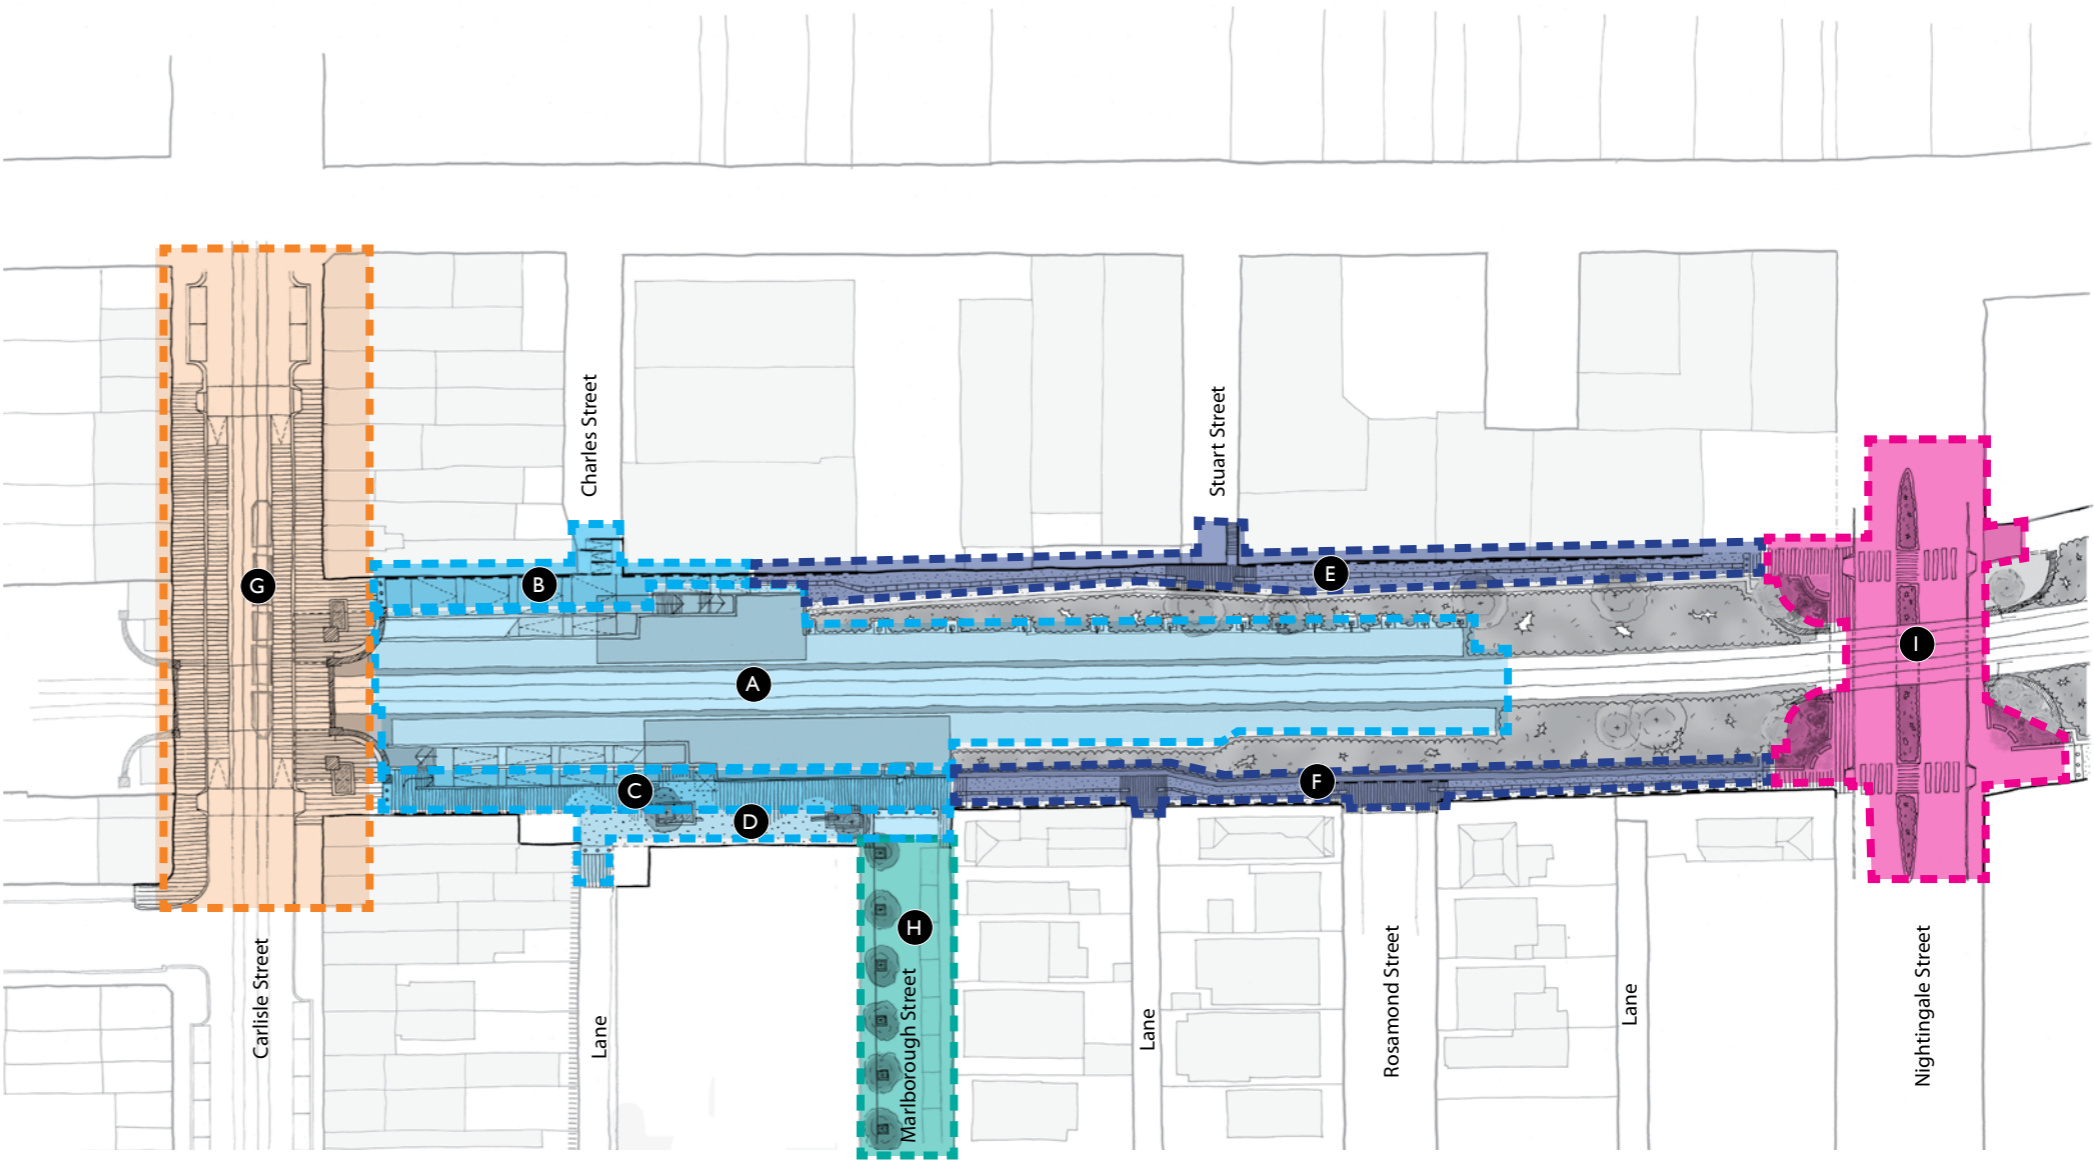 Charles Street
Stuart Street
B
E
G
I
A
F
C
D
H
Carlisle Street
Lane
Marlborough Street
Lane
Rosamond Street
Lane
Nightingale Street